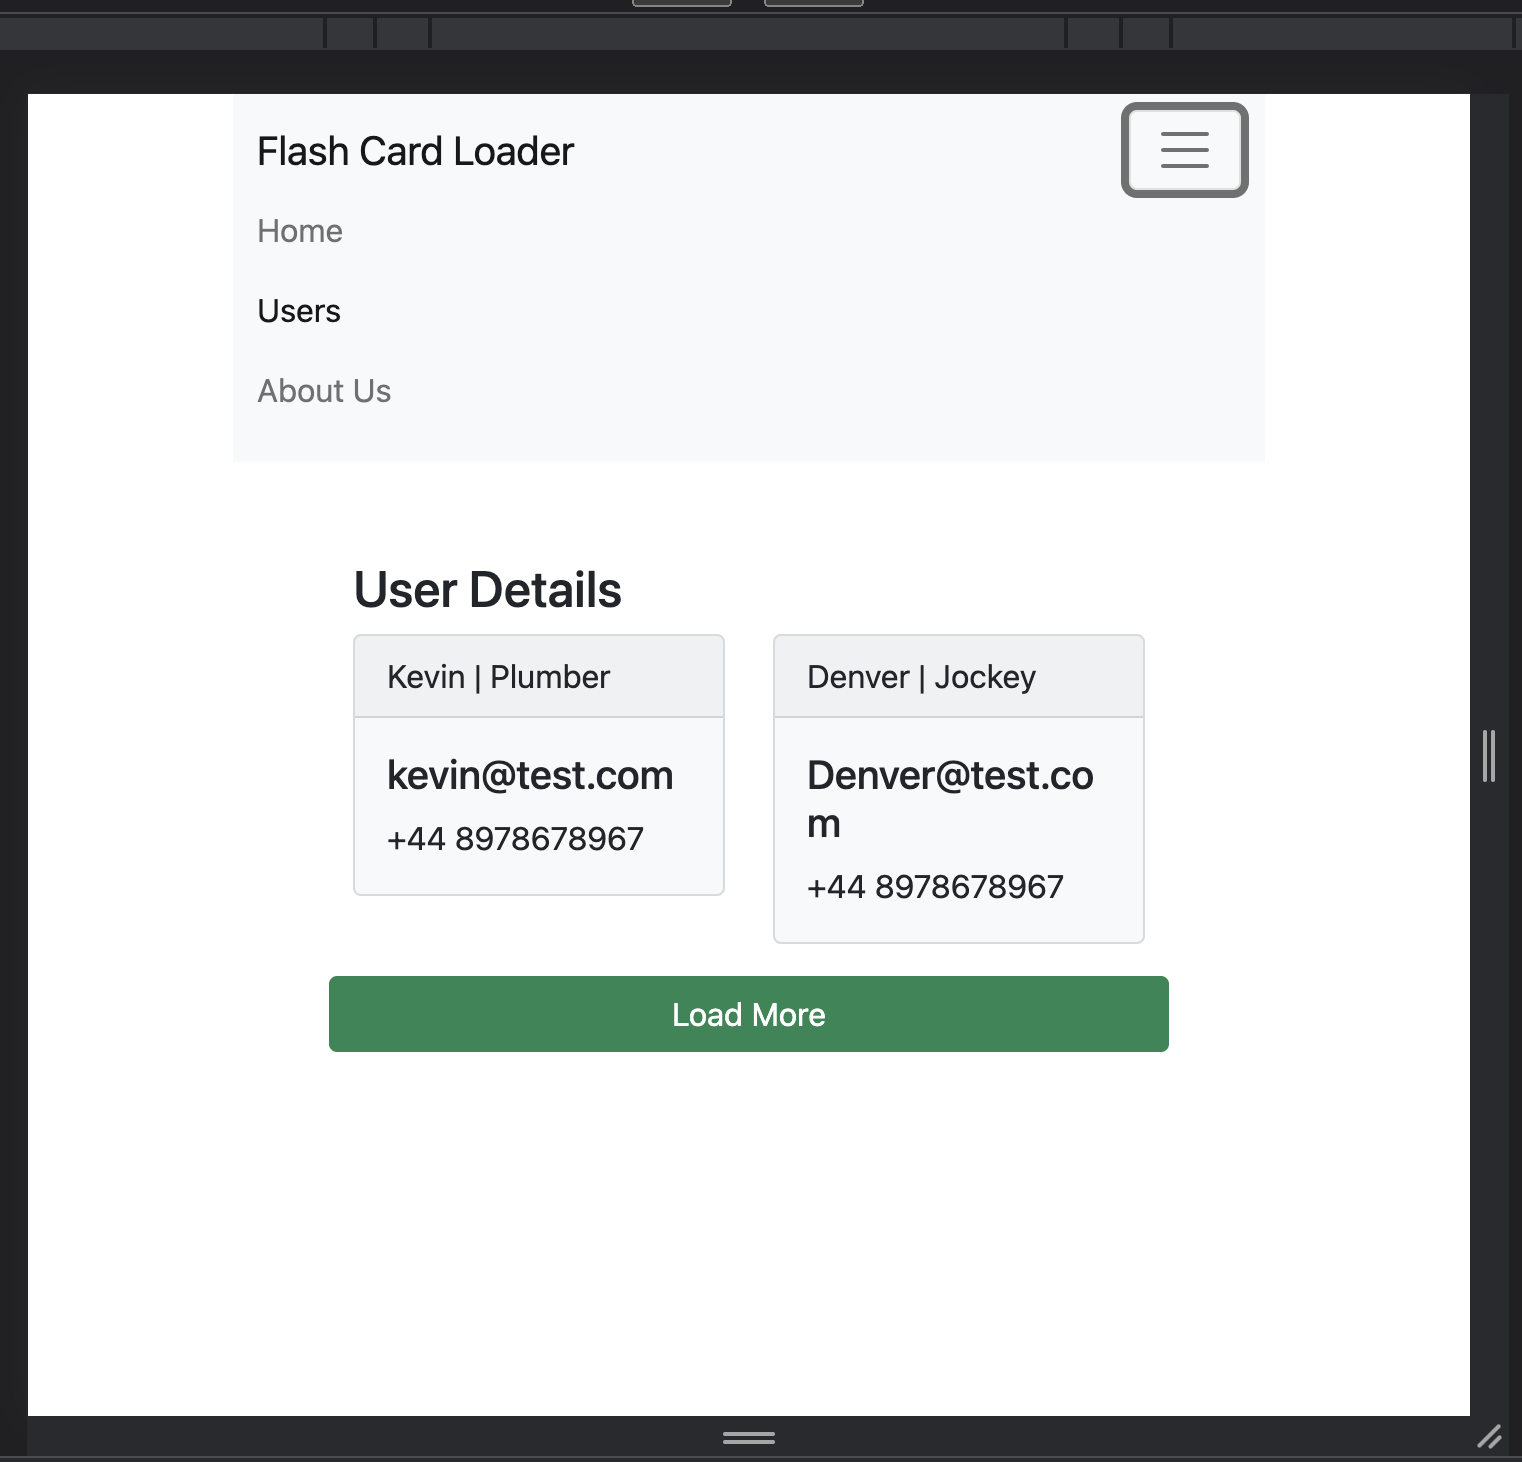 Flash Card Loader
Home
Users
About Us
User Details
Kevin | Plumber
kevin@test.com
+44 8978678967
Denver | Jockey
Denver@test.co
m
+44 8978678967
Load More